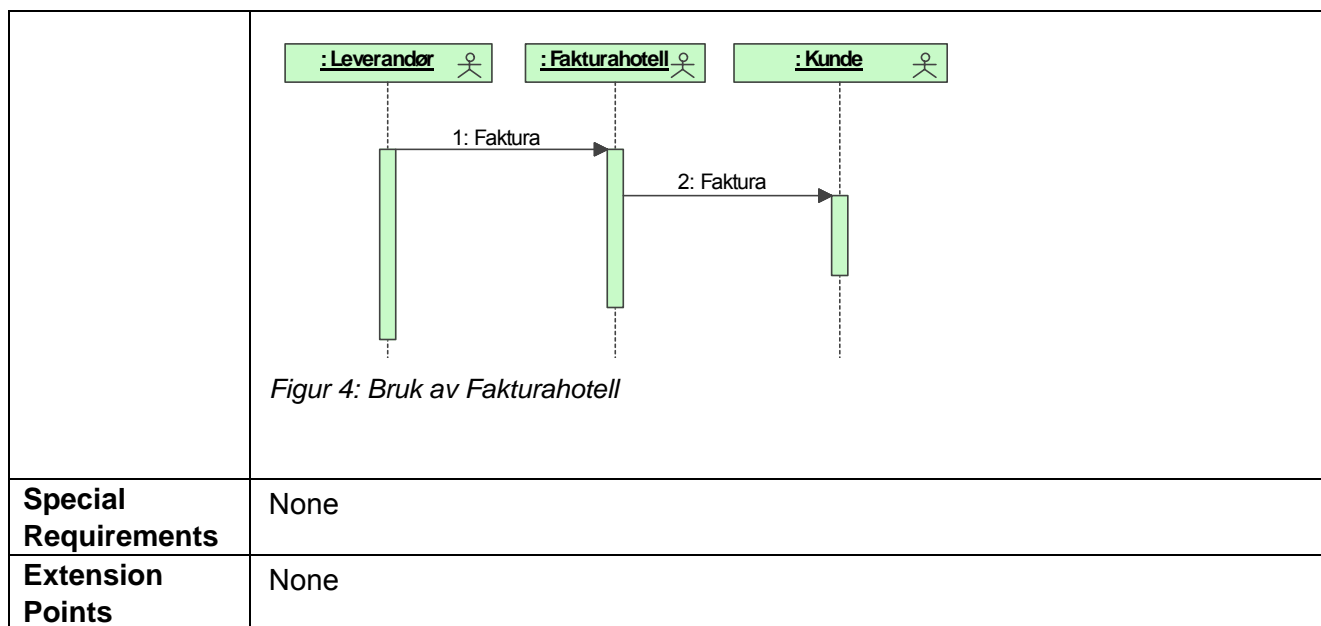 : Leverandør
: Fakturahotell
: Kunde
1: Faktura
2: Faktura
Figur 4: Bruk av Fakturahotell
Special
Requirements
None
Extension
Points
None